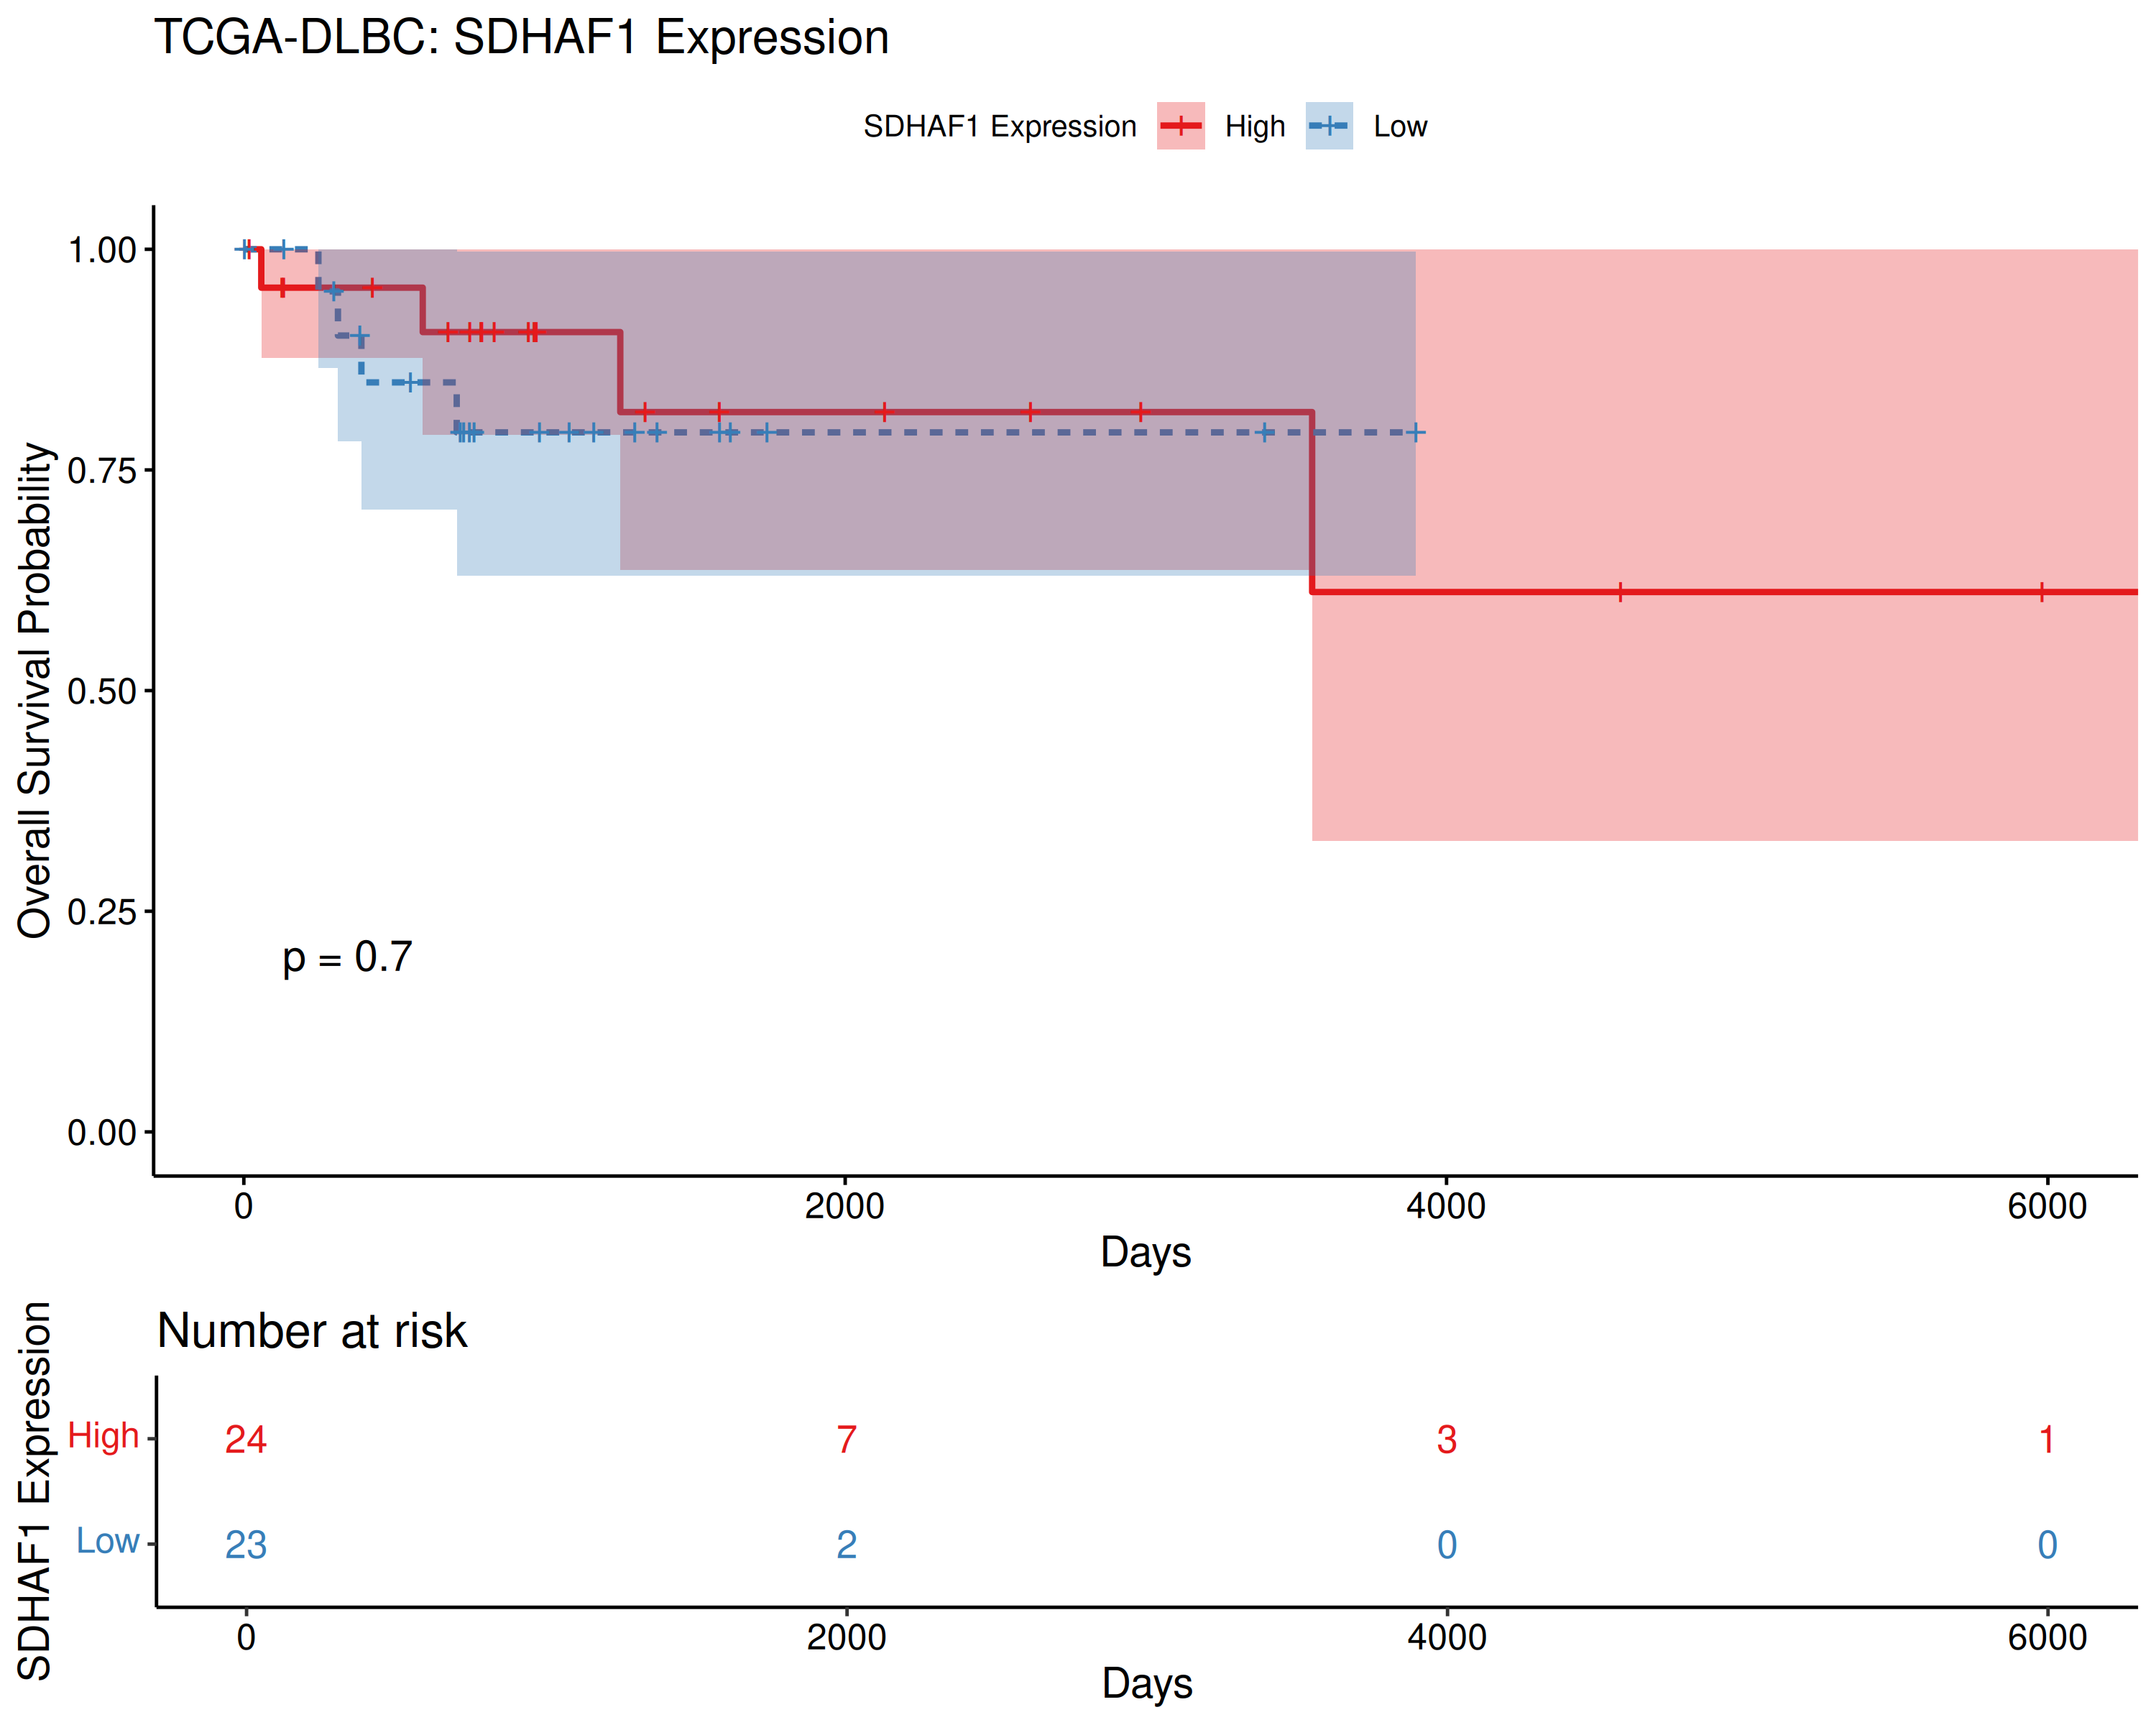 TCGA-DLBC: SDHAF1 Expression
SDHAF1 Expression High Low
Overall Survival Probability
1.00
0.75
0.50
0.25
0.00
p = 0.7
0 2000 4000 6000
Days
Number at risk
SDHAF1 Expression
High 24 7 3 1
Low 23 2 0 0
0 2000 4000 6000
Days